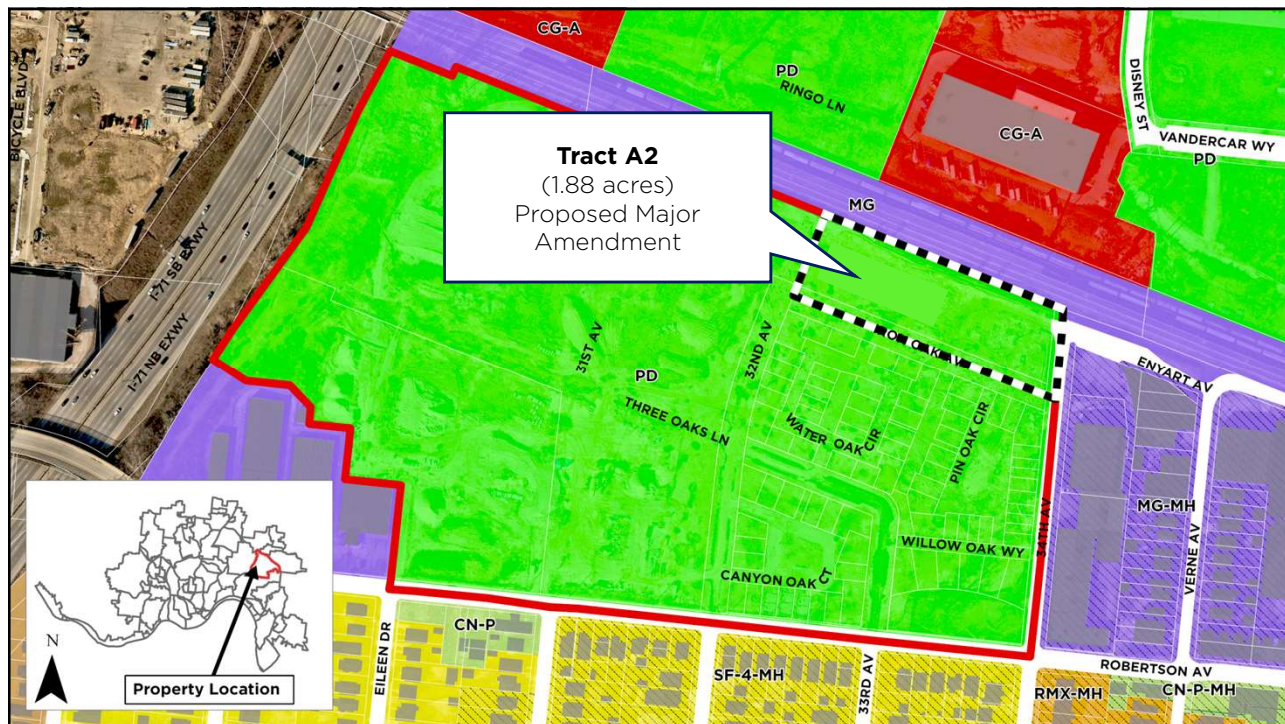 BICYCLE BLVD
CG-A
PD
RINGO LN
DISNEY ST
VANDERCAR WY
PD
CG-A
Tract A2
(1.88 acres)
Proposed Major
Amendment
MG
I-71 SB EXWY
I-71 NB EXWY
31ST AV
32ND AV
PD
THREE OAKS LN
WATER OAK CIR
PIN OAK CIR
ENYART AV
MG-MH
VERNE AV
34TH AV
WILLOW OAK WY
CANYON OAK CT
EILEEN DR
CN-P
SF-4-MH
33RD AV
ROBERTSON AV
RMX-MH
CN-P-MH
N
Property Location